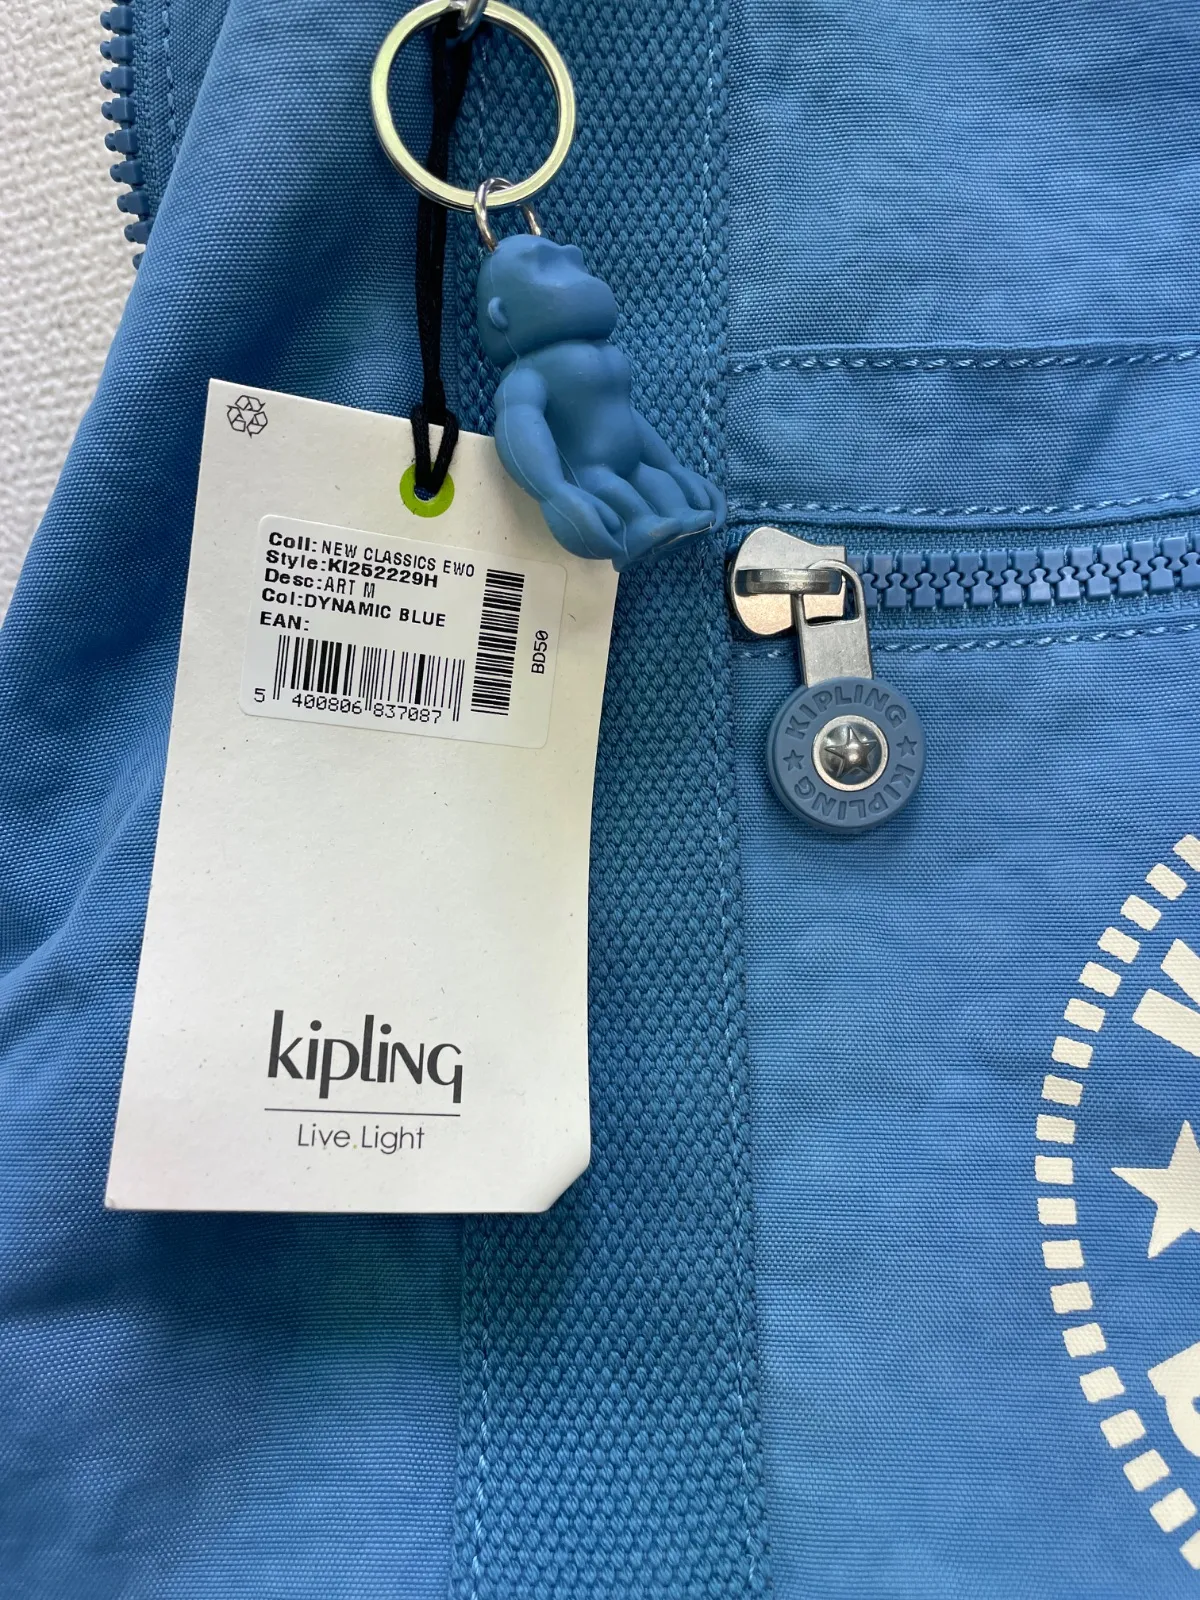 Coll: NEW CLASSICS EWO
Style:KI252229H
Desc:ART M
Col:DYNAMIC BLUE
EAN:
5 400806 837087
BD50
kipling
Live.Light
KIPLING
KIPLING